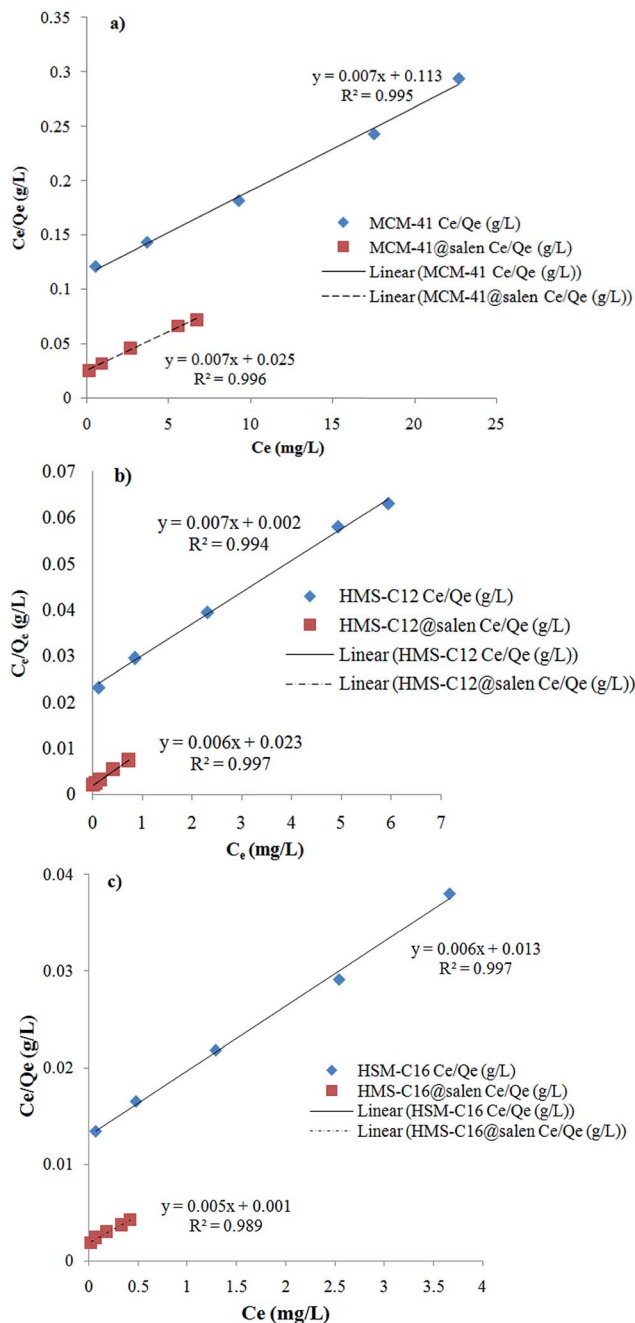 a)
0.35
0.3
0.25
0.2
0.15
0.1
0.05
0
Ce/Qe (g/L)
y = 0.007x + 0.113
R² = 0.995
MCM-41 Ce/Qe (g/L)
MCM-41@salen Ce/Qe (g/L)
Linear (MCM-41 Ce/Qe (g/L))
Linear (MCM-41@salen Ce/Qe (g/L))
y = 0.007x + 0.025
R² = 0.996
0 5 10 15 20 25
Ce (mg/L)
b)
0.07
0.06
0.05
0.04
0.03
0.02
0.01
0
Cₑ/Qₑ (g/L)
y = 0.007x + 0.002
R² = 0.994
HMS-C12 Ce/Qe (g/L)
HMS-C12@salen Ce/Qe (g/L)
Linear (HMS-C12 Ce/Qe (g/L))
Linear (HMS-C12@salen Ce/Qe (g/L))
y = 0.006x + 0.023
R² = 0.997
0 1 2 3 4 5 6 7
Cₑ (mg/L)
c)
0.04
0.03
0.02
0.01
0
Ce/Qe (g/L)
y = 0.006x + 0.013
R² = 0.997
HSM-C16 Ce/Qe (g/L)
HMS-C16@salen Ce/Qe (g/L)
Linear (HSM-C16 Ce/Qe (g/L))
Linear (HMS-C16@salen Ce/Qe (g/L))
y = 0.005x + 0.001
R² = 0.989
0 0.5 1 1.5 2 2.5 3 3.5 4
Ce (mg/L)